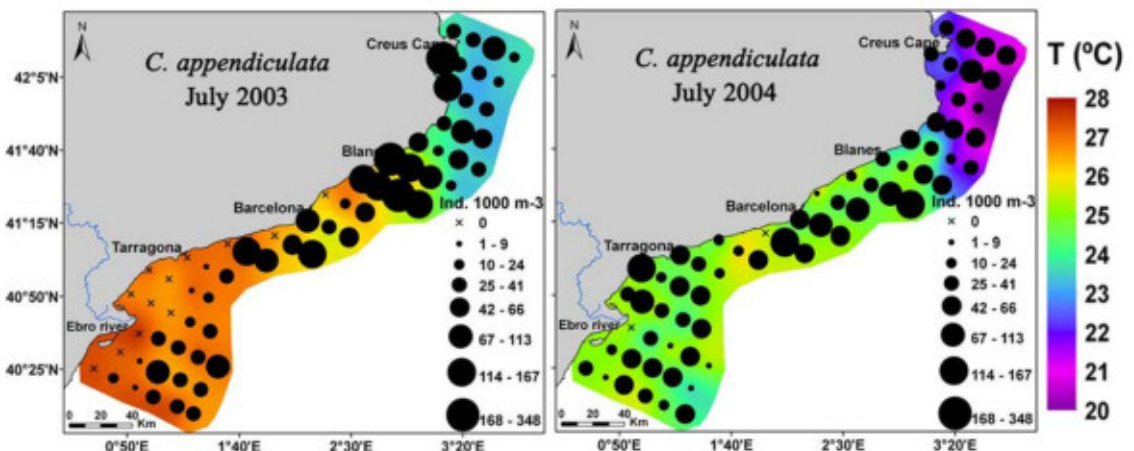 N
Creus Cap
C. appendiculata
July 2003
42°5'N
41°40'N
Blan
41°15'N
Barcelona
Tarragona
40°50'N
Ebro river
40°25'N
Ind. 1000 m-3
0
1 - 9
10 - 24
25 - 41
42 - 66
67 - 113
114 - 167
168 - 348
0 20 40
Km
0°50'E 1°40'E 2°30'E 3°20'E
N
Creus Cape
C. appendiculata
July 2004
Blanes
Barcelona
Tarragona
Ebro river
Ind. 1000 m-3
0
1 - 9
10 - 24
25 - 41
42 - 66
67 - 113
114 - 167
168 - 348
0 20 40
Km
0°50'E 1°40'E 2°30'E 3°20'E
T (ºC)
28
27
26
25
24
23
22
21
20